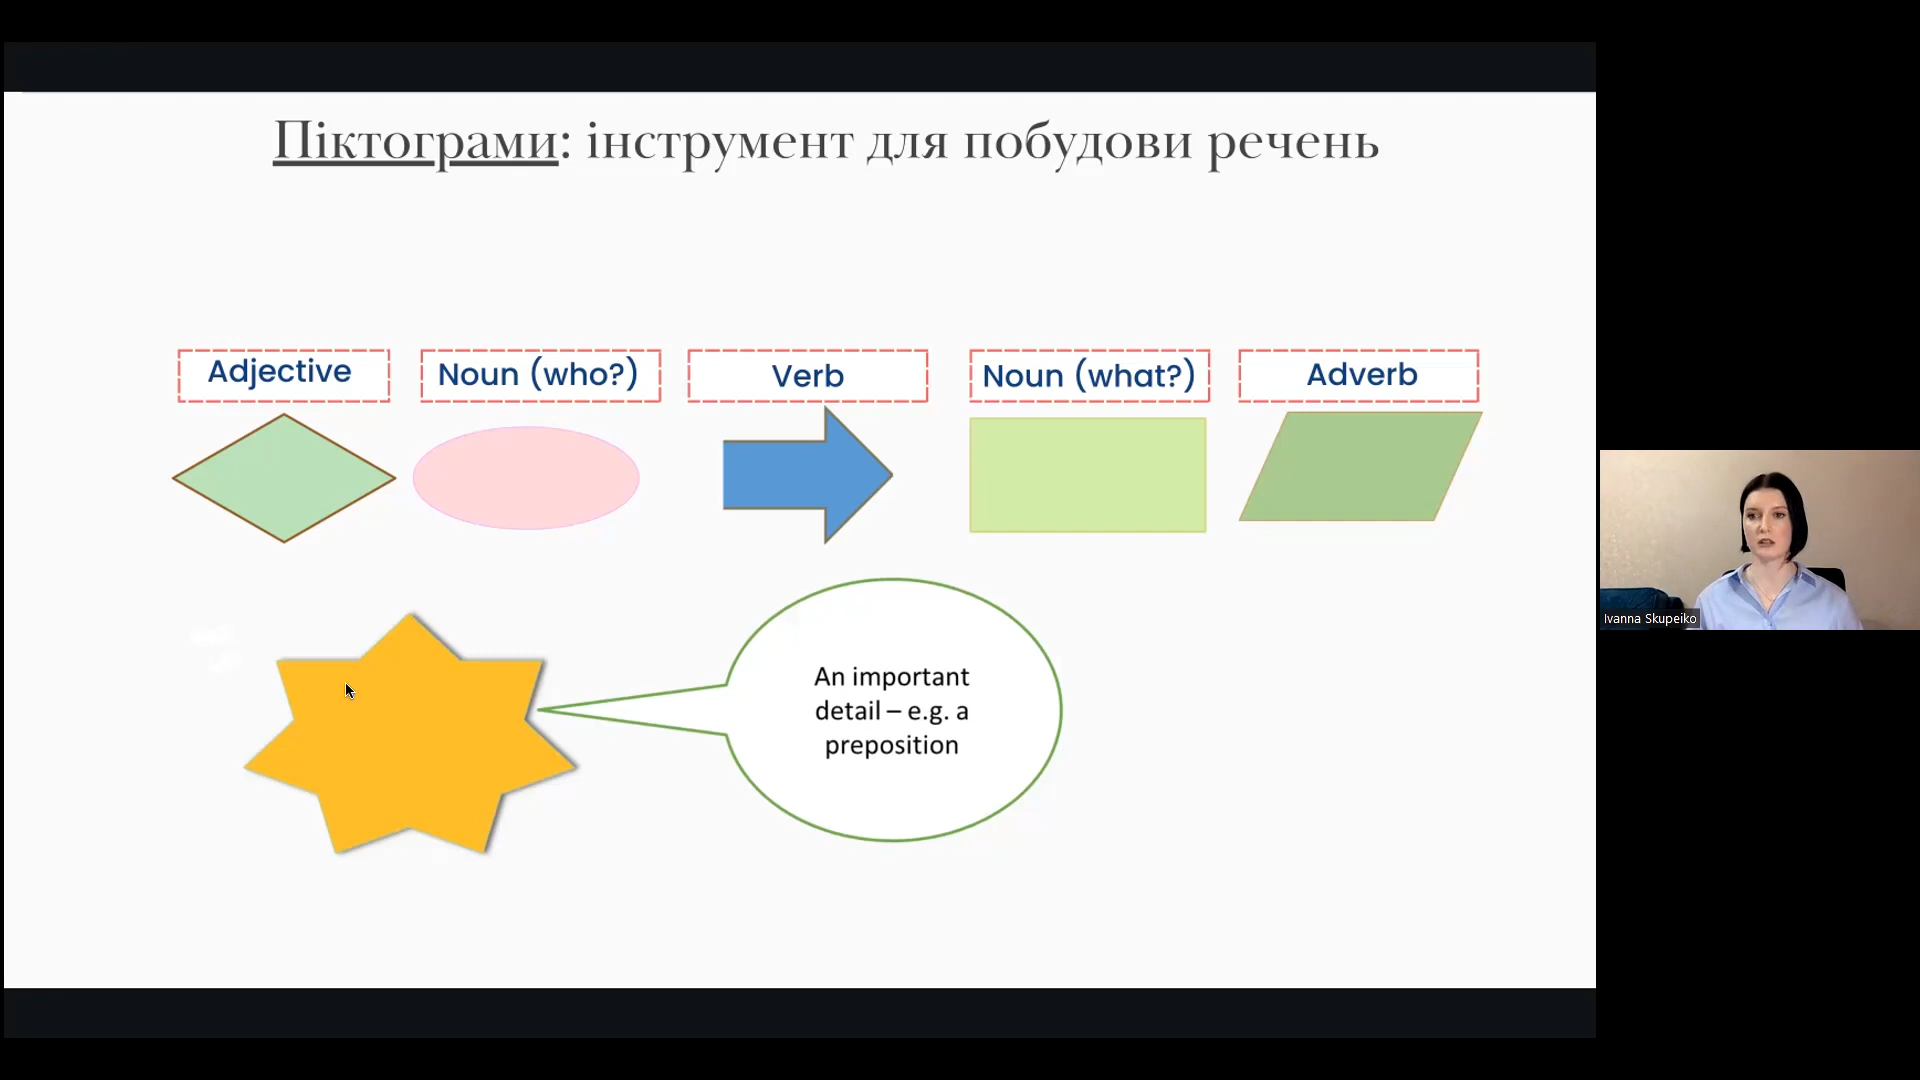 Піктограми: інструмент для побудови речень
Adjective
Noun (who?)
Verb
Noun (what?)
Adverb
An important
detail – e.g. a
preposition
Ivanna Skupeiko